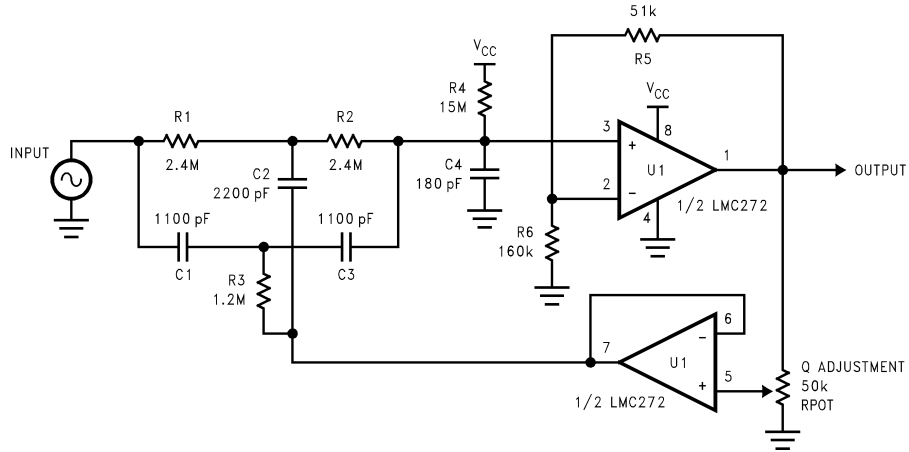 51k
R5
VCC
R4
15M
VCC
R1
R2
3
8
INPUT
2.4M
C2
2200 pF
2.4M
C4
180 pF
+
U1
1
OUTPUT
2
−
4
1/2 LMC272
1100 pF
1100 pF
R6
160k
C1
R3
1.2M
C3
6
−
7
U1
5
+
Q ADJUSTMENT
50k
RPOT
1/2 LMC272